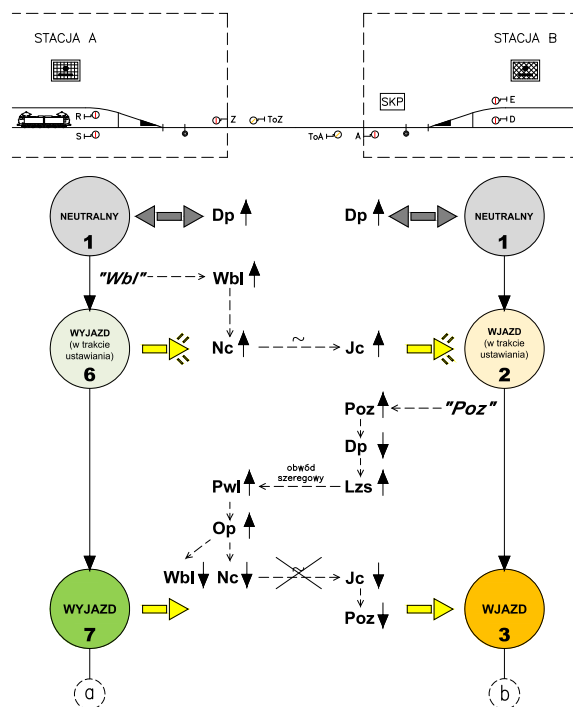 STACJA A
STACJA B
SKP
E
R
Z
ToZ
D
S
ToA
A
NEUTRALNY
1
Dp
Dp
NEUTRALNY
1
"Wbl"
Wbl
WYJAZD
(w trakcie
ustawiania)
6
Nc
~
Jc
WJAZD
(w trakcie
ustawiania)
2
Poz
"Poz"
Dp
obwód
szeregowy
Pwl
Lzs
Op
Wbl
Nc
~
Jc
WYJAZD
7
Poz
WJAZD
3
a
b